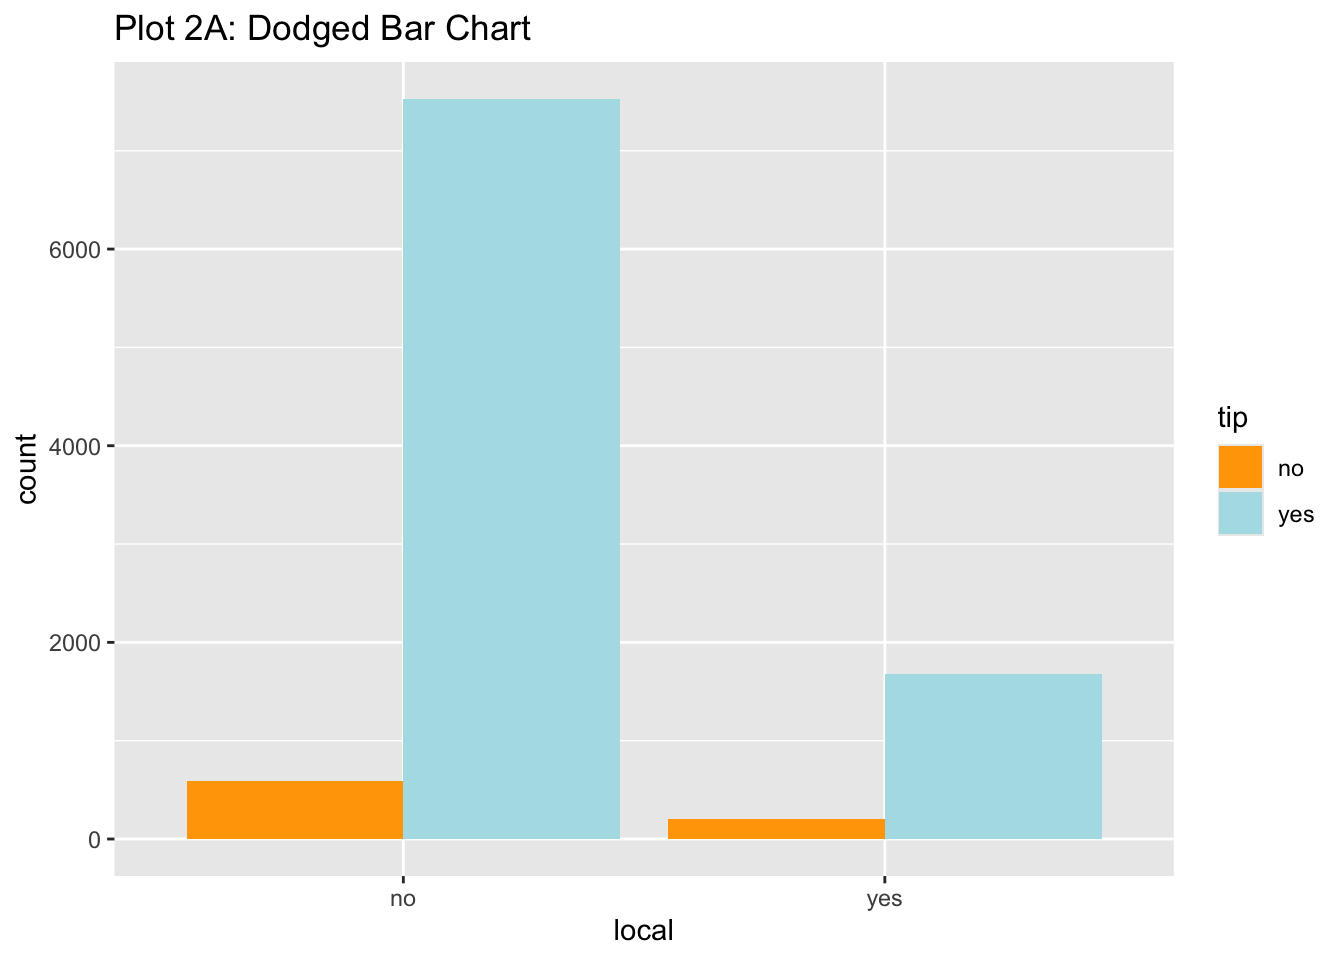 Plot 2A: Dodged Bar Chart
6000
4000
2000
0
count
no
yes
local
tip
no
yes